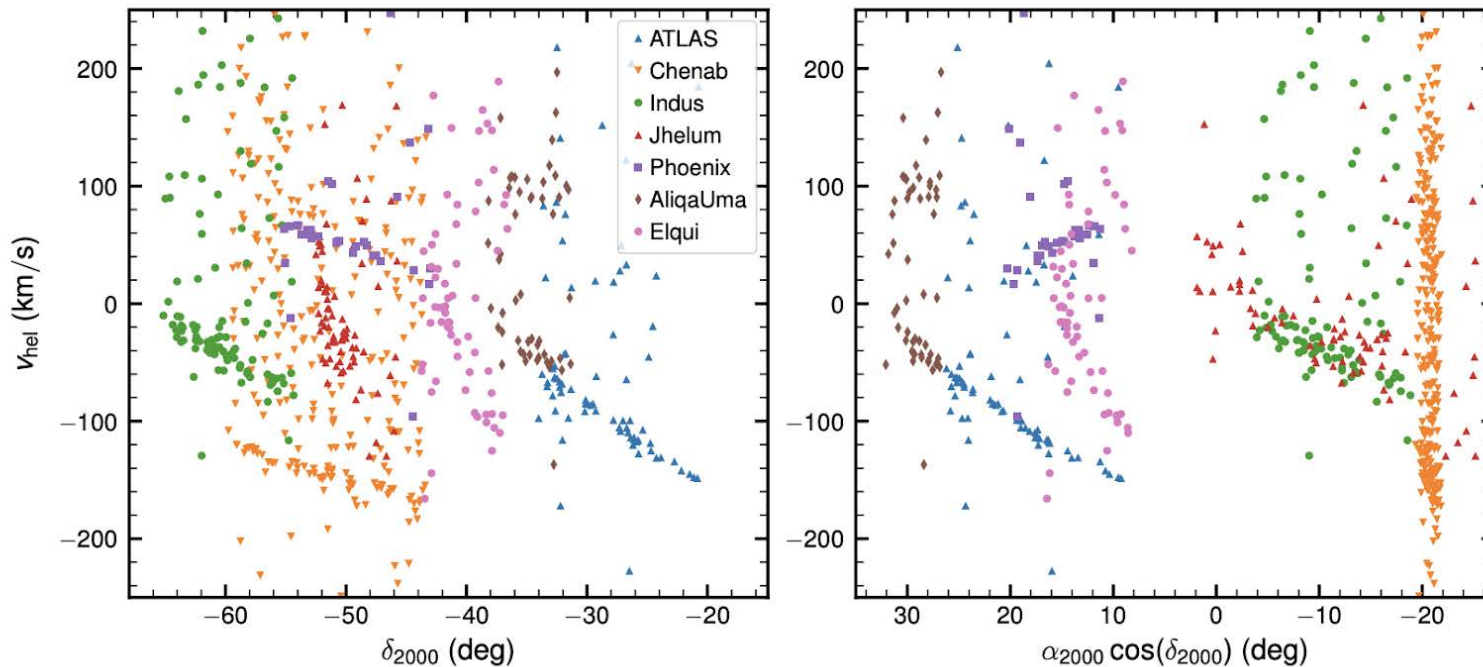 ATLAS
Chenab
Indus
Jhelum
Phoenix
AliqaUma
Elqui
200
100
0
−100
−200
v_hel (km/s)
−60 −50 −40 −30 −20
δ_2000 (deg)
200
100
0
−100
−200
30 20 10 0 −10 −20
α_2000 cos(δ_2000) (deg)